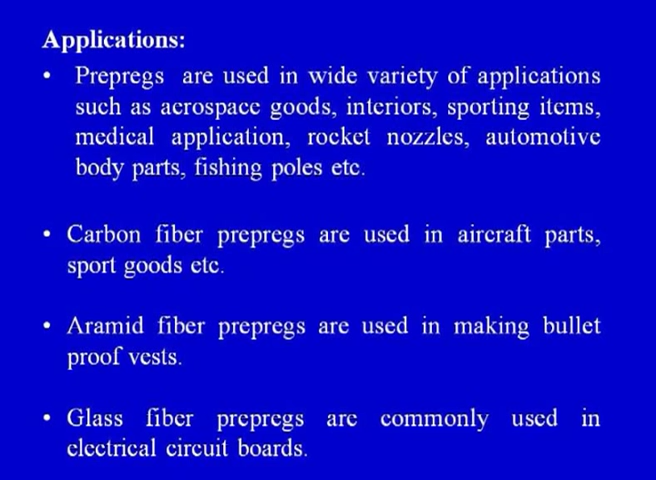 Applications:
• Prepregs are used in wide variety of applications
such as aerospace goods, interiors, sporting items,
medical application, rocket nozzles, automotive
body parts, fishing poles etc.
• Carbon fiber prepregs are used in aircraft parts,
sport goods etc.
• Aramid fiber prepregs are used in making bullet
proof vests.
• Glass fiber prepregs are commonly used in
electrical circuit boards.